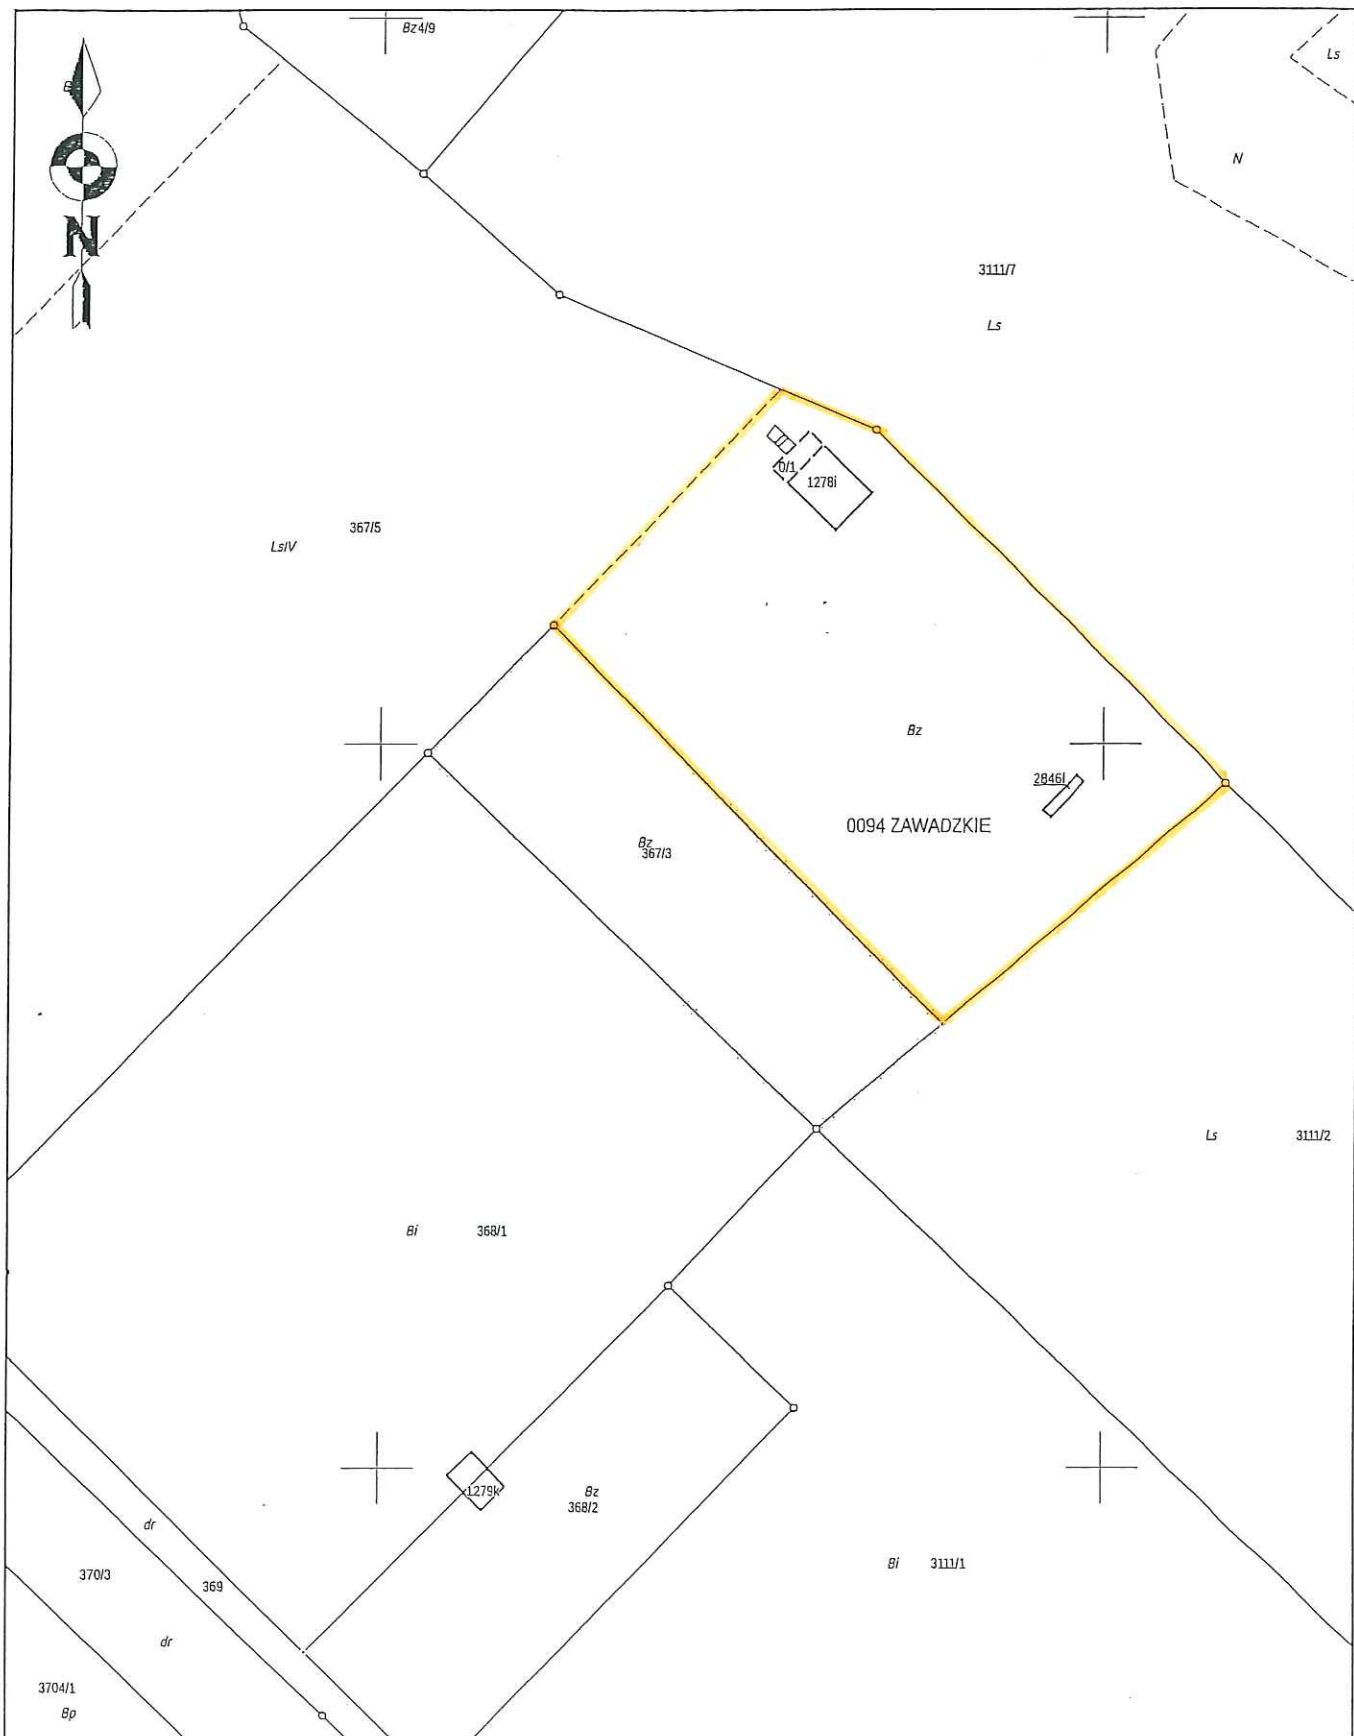 Bz4/9
Ls
N
N
3111/7
Ls
0/1
1278i
367/5
LsIV
Bz
2846i
0094 ZAWADZKIE
Bz
367/3
Ls 3111/2
Bi 368/1
1279k
Bz
368/2
dr
Bi 3111/1
370/3
369
dr
3704/1
Bp